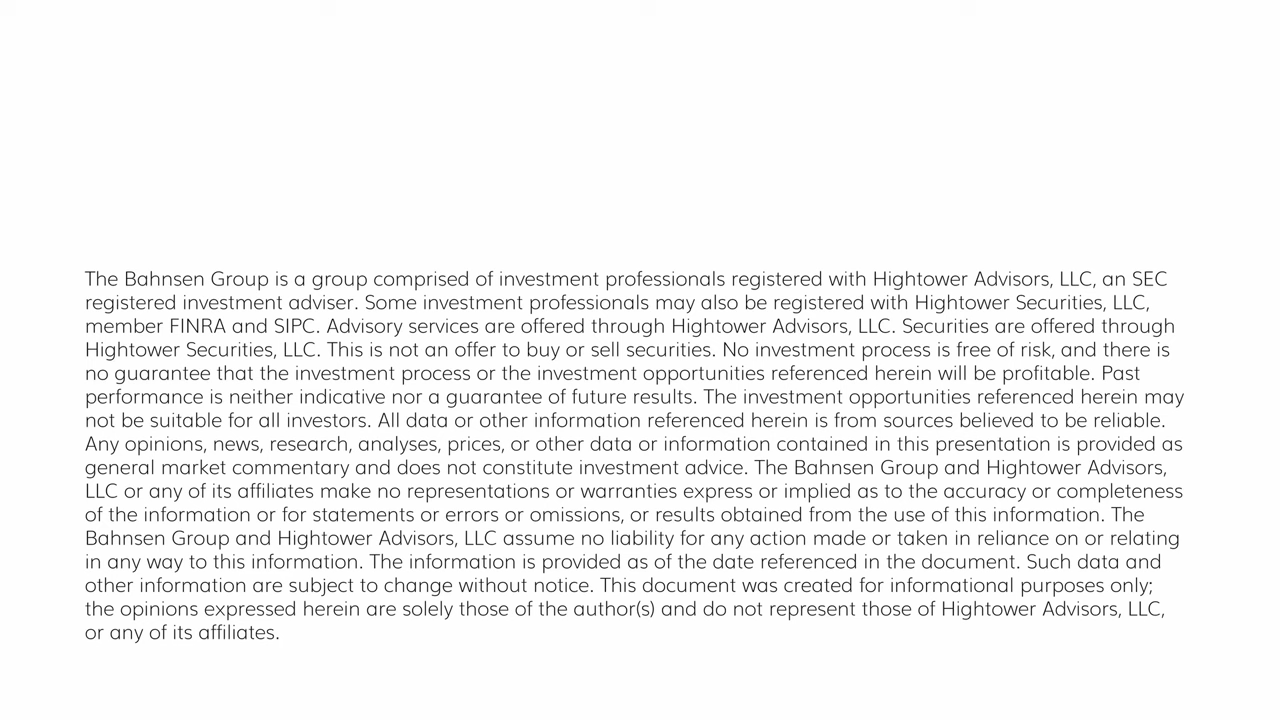 The Bahnsen Group is a group comprised of investment professionals registered with Hightower Advisors, LLC, an SEC
registered investment adviser. Some investment professionals may also be registered with Hightower Securities, LLC,
member FINRA and SIPC. Advisory services are offered through Hightower Advisors, LLC. Securities are offered through
Hightower Securities, LLC. This is not an offer to buy or sell securities. No investment process is free of risk, and there is
no guarantee that the investment process or the investment opportunities referenced herein will be profitable. Past
performance is neither indicative nor a guarantee of future results. The investment opportunities referenced herein may
not be suitable for all investors. All data or other information referenced herein is from sources believed to be reliable.
Any opinions, news, research, analyses, prices, or other data or information contained in this presentation is provided as
general market commentary and does not constitute investment advice. The Bahnsen Group and Hightower Advisors,
LLC or any of its affiliates make no representations or warranties express or implied as to the accuracy or completeness
of the information or for statements or errors or omissions, or results obtained from the use of this information. The
Bahnsen Group and Hightower Advisors, LLC assume no liability for any action made or taken in reliance on or relating
in any way to this information. The information is provided as of the date referenced in the document. Such data and
other information are subject to change without notice. This document was created for informational purposes only;
the opinions expressed herein are solely those of the author(s) and do not represent those of Hightower Advisors, LLC,
or any of its affiliates.